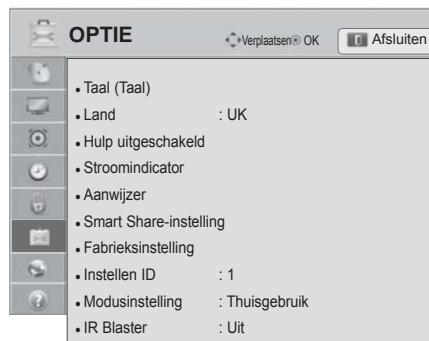 OPTIE Verplaatsen OK Afsluiten
• Taal (Taal)
• Land : UK
• Hulp uitgeschakeld
• Stroomindicator
• Aanwijzer
• Smart Share-instelling
• Fabrieksinstelling
• Instellen ID : 1
• Modusinstelling : Thuisgebruik
• IR Blaster : Uit